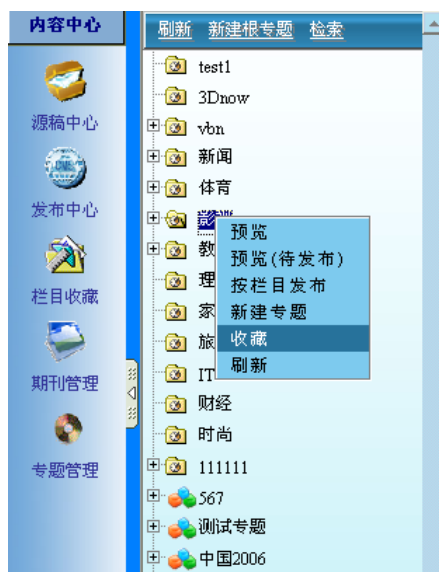 内容中心
源稿中心
发布中心
栏目收藏
期刊管理
专题管理
刷新 新建根专题 检索
test1
3Dnow
vbn
新闻
体育
教
理
家
旅
IT
财经
时尚
111111
567
测试专题
中国2006
预览
预览(待发布)
按栏目发布
新建专题
收藏
刷新